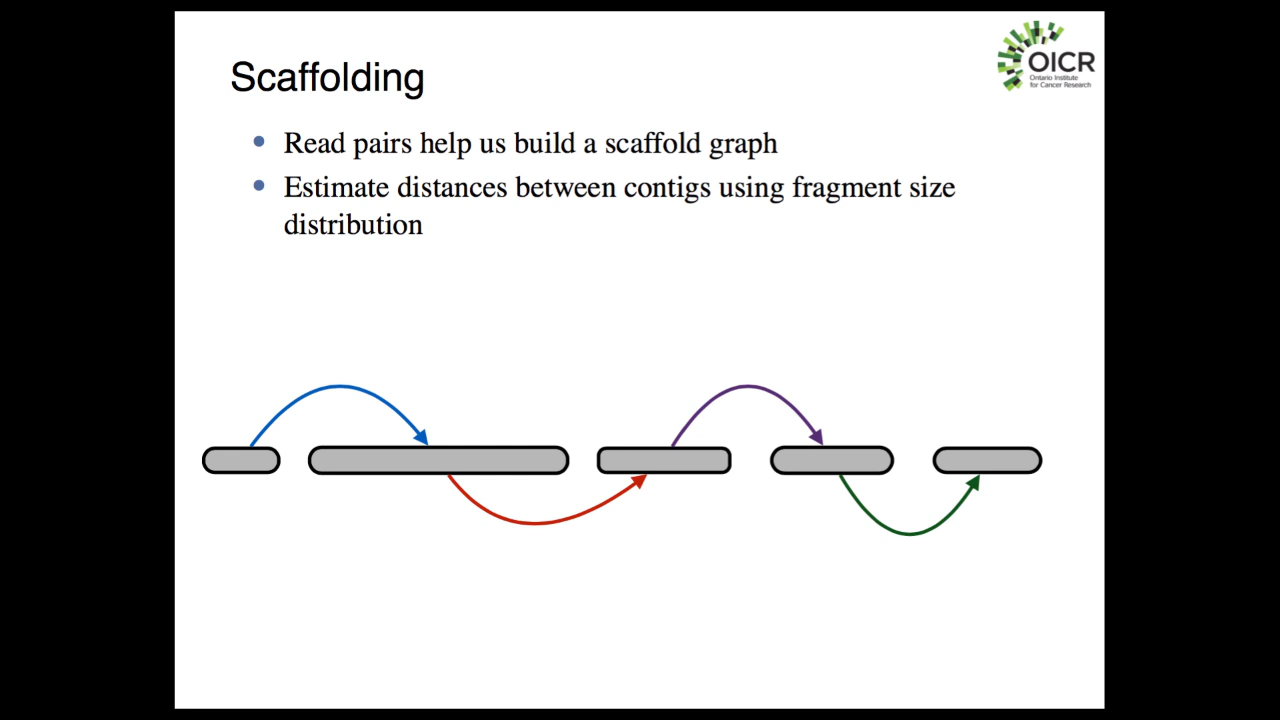 Scaffolding
OICR
Ontario Institute
for Cancer Research
• Read pairs help us build a scaffold graph
• Estimate distances between contigs using fragment size
distribution